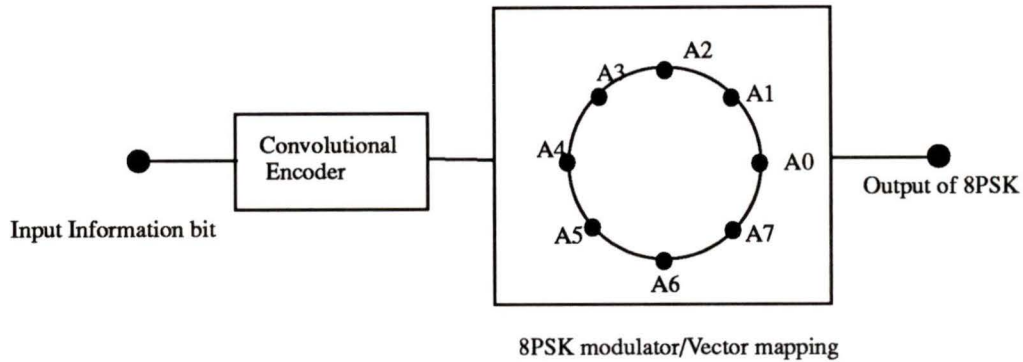 A2
A3
A1
Convolutional
Encoder
A4
A0
Output of 8PSK
Input Information bit
A5
A7
A6
8PSK modulator/Vector mapping